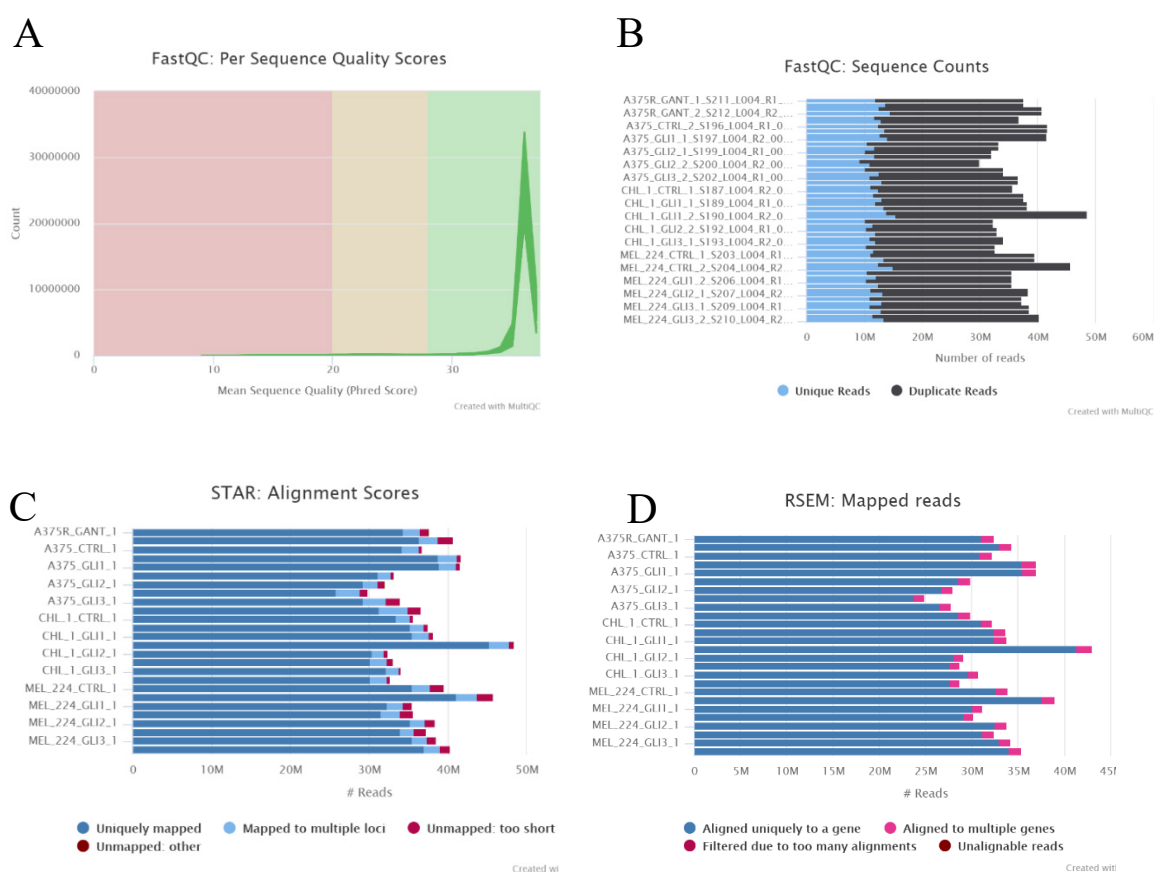 A
FastQC: Per Sequence Quality Scores
40000000
30000000
20000000
10000000
0
Count
0 10 20 30
Mean Sequence Quality (Phred Score)
Created with MultiQC
B
FastQC: Sequence Counts
A375R_GANT_1_S211_L004_R1_...
A375R_GANT_2_S212_L004_R2_...
A375_CTRL_2_S196_L004_R1_0...
A375_GLI1_1_S197_L004_R2_00...
A375_GLI2_1_S199_L004_R1_00...
A375_GLI2_2_S200_L004_R2_0...
A375_GLI3_2_S202_L004_R1_00...
CHL_1_CTRL_1_S187_L004_R2_0...
CHL_1_GLI1_1_S189_L004_R1_0...
CHL_1_GLI1_2_S190_L004_R2_0...
CHL_1_GLI2_2_S192_L004_R1_0...
CHL_1_GLI3_1_S193_L004_R2_0...
MEL_224_CTRL_1_S203_L004_R1...
MEL_224_CTRL_2_S204_L004_R2...
MEL_224_GLI1_2_S206_L004_R1...
MEL_224_GLI2_1_S207_L004_R2...
MEL_224_GLI3_1_S209_L004_R1...
MEL_224_GLI3_2_S210_L004_R2...
0 10M 20M 30M 40M 50M 60M
Number of reads
Unique Reads Duplicate Reads
Created with MultiQC
C
STAR: Alignment Scores
A375R_GANT_1
A375_CTRL_1
A375_GLI1_1
A375_GLI2_1
A375_GLI3_1
CHL_1_CTRL_1
CHL_1_GLI1_1
CHL_1_GLI2_1
CHL_1_GLI3_1
MEL_224_CTRL_1
MEL_224_GLI1_1
MEL_224_GLI2_1
MEL_224_GLI3_1
0 10M 20M 30M 40M 50M
# Reads
Uniquely mapped Mapped to multiple loci Unmapped: too short
Unmapped: other
Created wi
D
RSEM: Mapped reads
A375R_GANT_1
A375_CTRL_1
A375_GLI1_1
A375_GLI2_1
A375_GLI3_1
CHL_1_CTRL_1
CHL_1_GLI1_1
CHL_1_GLI2_1
CHL_1_GLI3_1
MEL_224_CTRL_1
MEL_224_GLI1_1
MEL_224_GLI2_1
MEL_224_GLI3_1
0 5M 10M 15M 20M 25M 30M 35M 40M
# Reads
Aligned uniquely to a gene Aligned to multiple genes
Filtered due to too many alignments Unalignable reads
Created wit